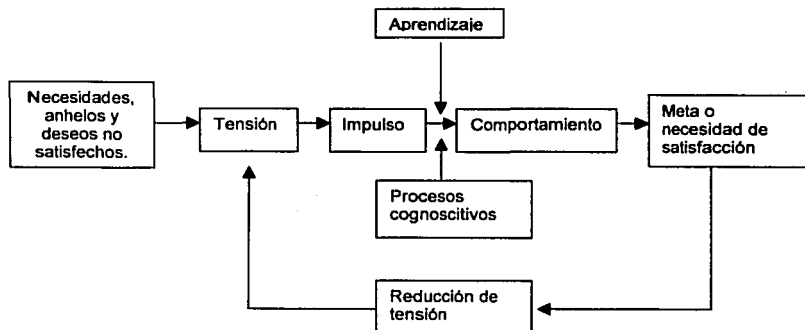 Aprendizaje
Necesidades,
anhelos y
deseos no
satisfechos.
Tensión
Impulso
Comportamiento
Meta o
necesidad de
satisfacción
Procesos
cognoscitivos
Reducción de
tensión